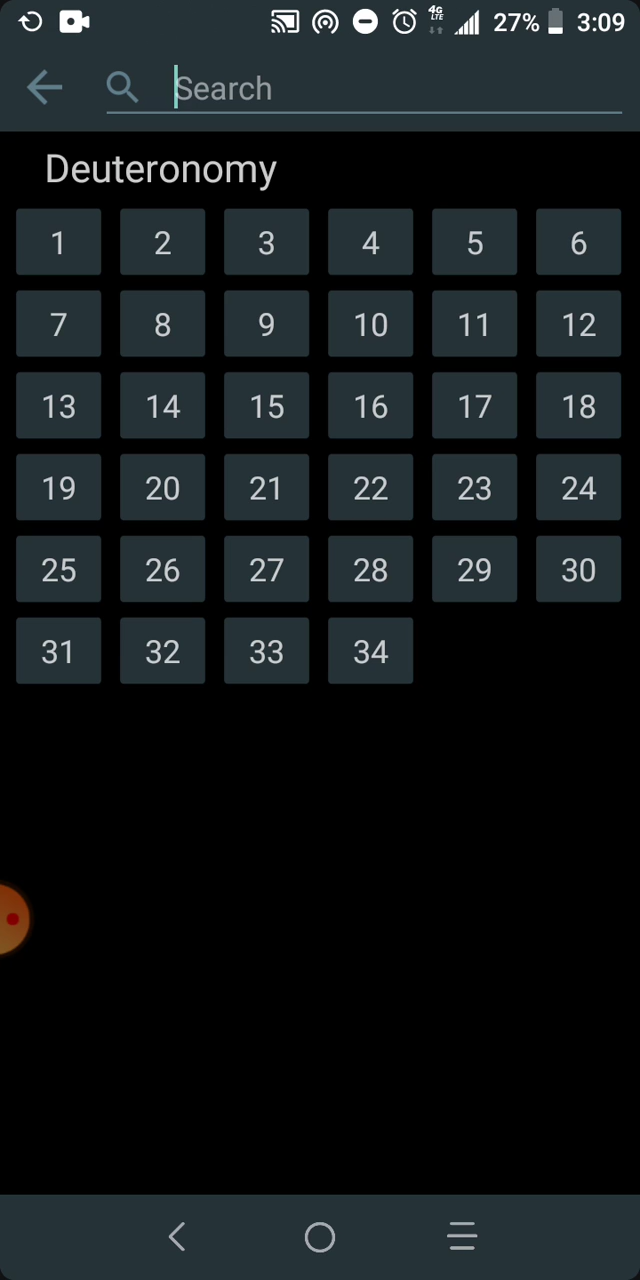 4G LTE 27% 3:09
Search
Deuteronomy
1 2 3 4 5 6
7 8 9 10 11 12
13 14 15 16 17 18
19 20 21 22 23 24
25 26 27 28 29 30
31 32 33 34